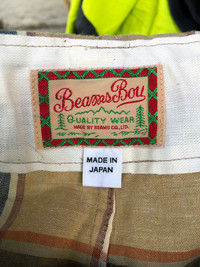 Beams Boy
QUALITY WEAR
MADE BY BEAMS CO., LTD.
MADE IN
JAPAN